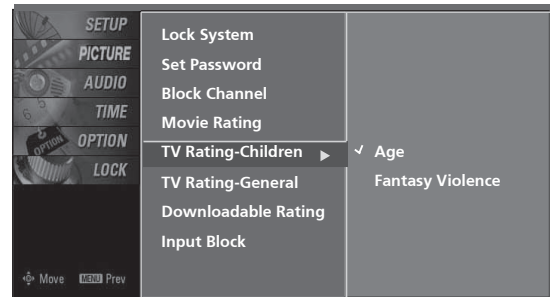 SETUP
PICTURE
AUDIO
TIME
OPTION
OPTION
LOCK
Move MENU Prev
Lock System
Set Password
Block Channel
Movie Rating
TV Rating-Children
TV Rating-General
Downloadable Rating
Input Block
Age
Fantasy Violence